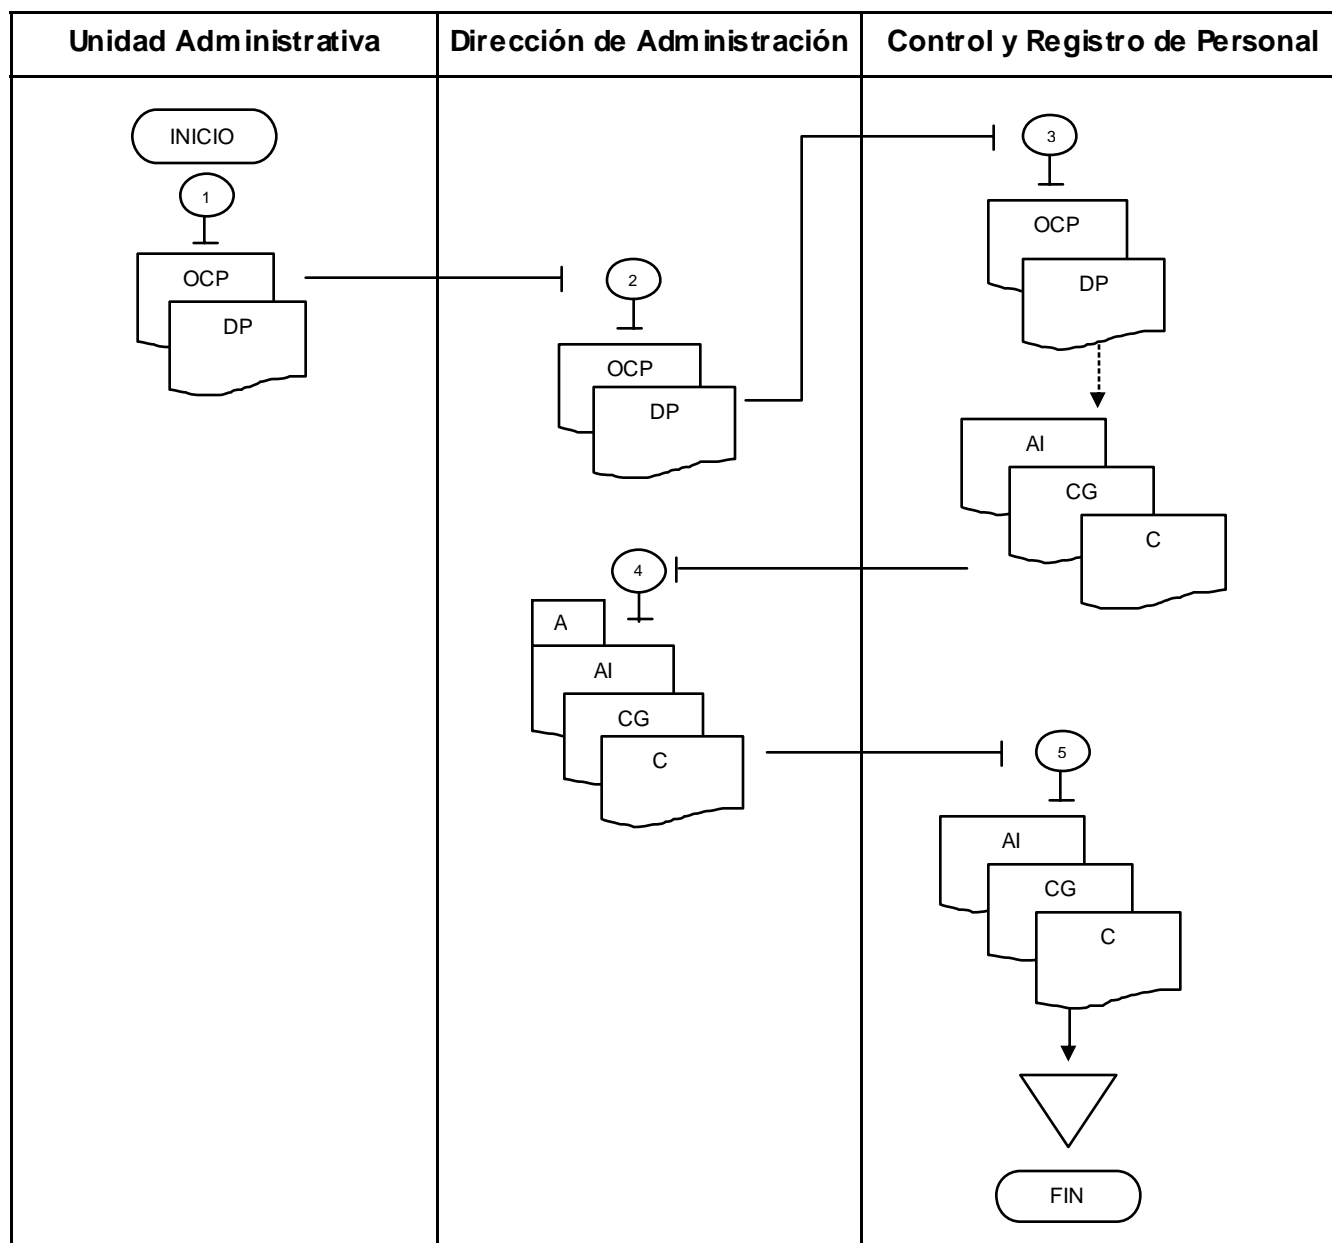 Unidad Administrativa
Dirección de Administración
Control y Registro de Personal
INICIO
1
OCP
DP
2
OCP
DP
3
OCP
DP
AI
CG
C
4
A
AI
CG
C
5
AI
CG
C
FIN